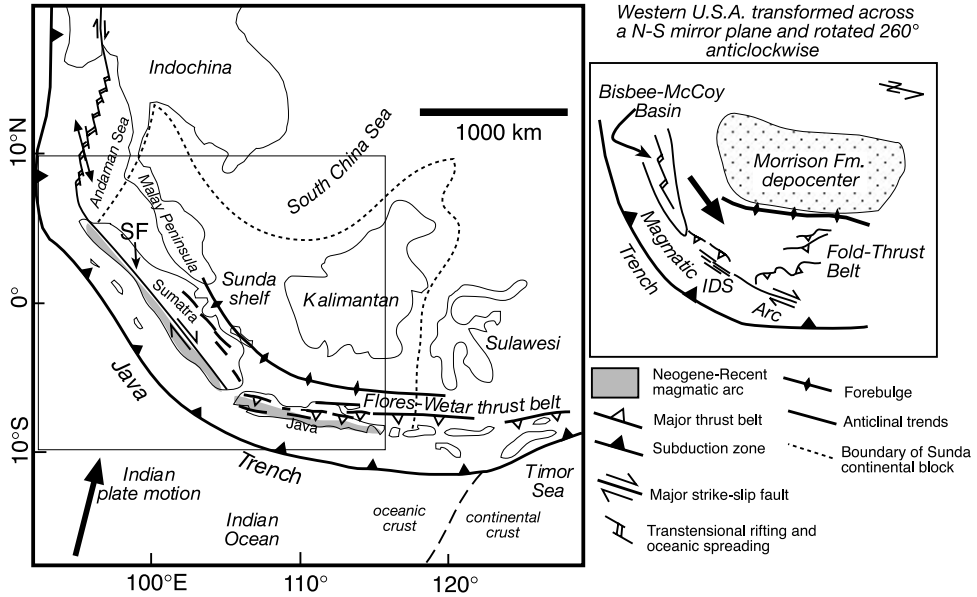 Western U.S.A. transformed across
a N-S mirror plane and rotated 260°
anticlockwise
Indochina
1000 km
10°N
Andaman Sea
South China Sea
Malay Peninsula
SF
Sunda
shelf
Kalimantan
Sumatra
0°
Sulawesi
Java
Flores-Wetar thrust belt
Java
10°S
Trench
Timor
Sea
Indian
plate motion
Indian
Ocean
oceanic
crust
continental
crust
100°E
110°
120°
Bisbee-McCoy
Basin
Morrison Fm.
depocenter
Magmatic
Trench
IDS
Arc
Fold-Thrust
Belt
Neogene-Recent
magmatic arc
Major thrust belt
Subduction zone
Major strike-slip fault
Transtensional rifting and
oceanic spreading
Forebulge
Anticlinal trends
Boundary of Sunda
continental block